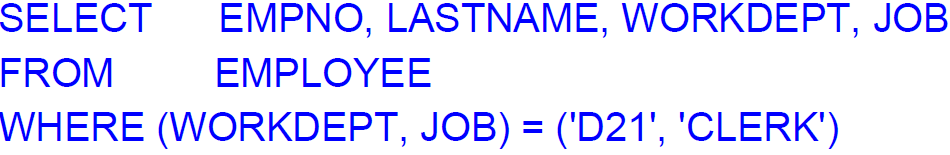 SELECT EMPNO, LASTNAME, WORKDEPT, JOB
FROM EMPLOYEE
WHERE (WORKDEPT, JOB) = ('D21', 'CLERK')